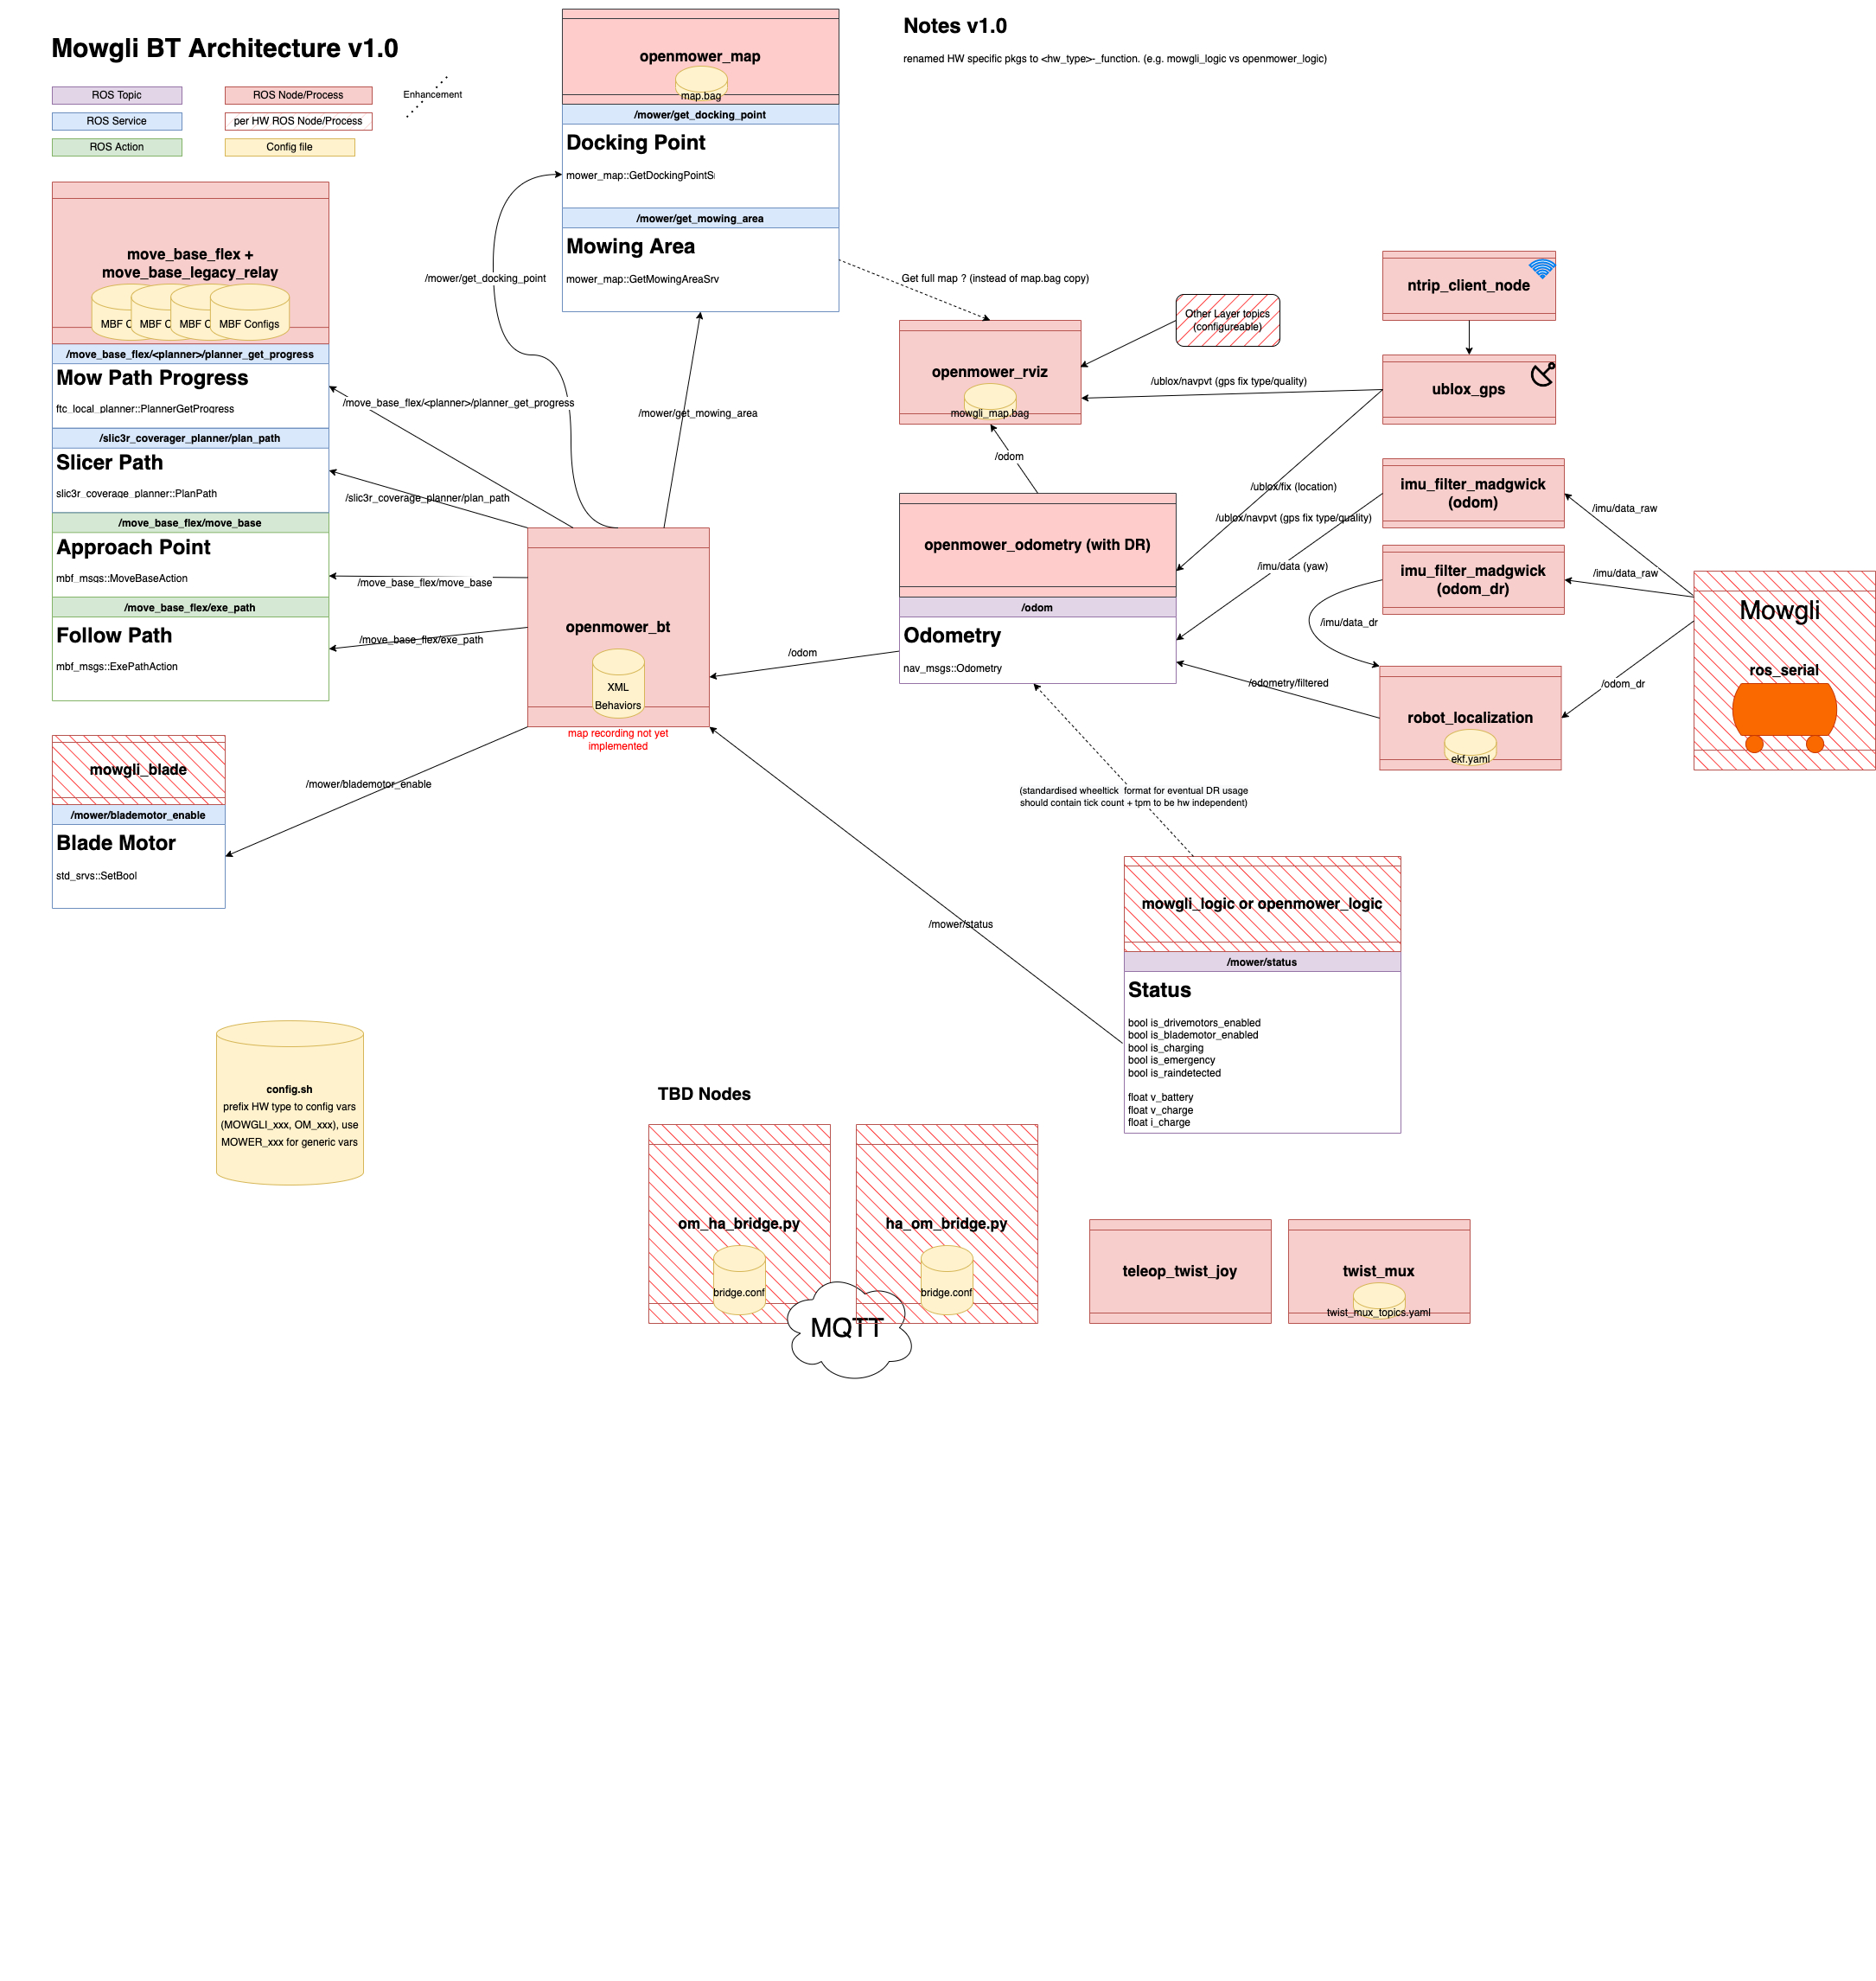 Mowgli BT Architecture v1.0
ROS Topic
ROS Node/Process
Enhancement
ROS Service
per HW ROS Node/Process
ROS Action
Config file
Notes v1.0
renamed HW specific pkgs to <hw_type>-_function. (e.g. mowgli_logic vs openmower_logic)
openmower_map
map.bag
/mower/get_docking_point
Docking Point
mower_map::GetDockingPointS
/mower/get_mowing_area
Mowing Area
mower_map::GetMowingAreaSrv
move_base_flex +
move_base_legacy_relay
MBF C
MBF C
MBF C
MBF Configs
/move_base_flex/<planner>/planner_get_progress
Mow Path Progress
ftc_local_planner::PlannerGetProgress
/slic3r_coverager_planner/plan_path
Slicer Path
slic3r_coverage_planner::PlanPath
/move_base_flex/move_base
Approach Point
mbf_msgs::MoveBaseAction
/move_base_flex/exe_path
Follow Path
mbf_msgs::ExePathAction
/mower/get_docking_point
/move_base_flex/<planner>/planner_get_progress
/mower/get_mowing_area
/slic3r_coverage_planner/plan_path
/move_base_flex/move_base
/move_base_flex/exe_path
openmower_bt
XML
Behaviors
map recording not yet
implemented
/mower/blademotor_enable
mowgli_blade
/mower/blademotor_enable
Blade Motor
std_srvs::SetBool
Get full map ? (instead of map.bag copy)
Other Layer topics
(configureable)
openmower_rviz
mowgli_map.bag
/ublox/navpvt (gps fix type/quality)
ntrip_client_node
ublox_gps
/odom
/ublox/fix (location)
/ublox/navpvt (gps fix type/quality)
/imu/data (yaw)
imu_filter_madgwick
(odom)
/imu/data_raw
imu_filter_madgwick
(odom_dr)
/imu/data_raw
/imu/data_dr
Mowgli
ros_serial
/odom_dr
robot_localization
ekf.yaml
/odometry/filtered
openmower_odometry (with DR)
/odom
Odometry
nav_msgs::Odometry
/odom
(standardised wheeltick format for eventual DR usage
should contain tick count + tpm to be hw independent)
/mower/status
mowgli_logic or openmower_logic
/mower/status
Status
bool is_drivemotors_enabled
bool is_blademotor_enabled
bool is_charging
bool is_emergency
bool is_raindetected
float v_battery
float v_charge
float i_charge
config.sh
prefix HW type to config vars
(MOWGLI_xxx, OM_xxx), use
MOWER_xxx for generic vars
TBD Nodes
om_ha_bridge.py
bridge.conf
ha_om_bridge.py
bridge.conf
MQTT
teleop_twist_joy
twist_mux
twist_mux_topics.yaml